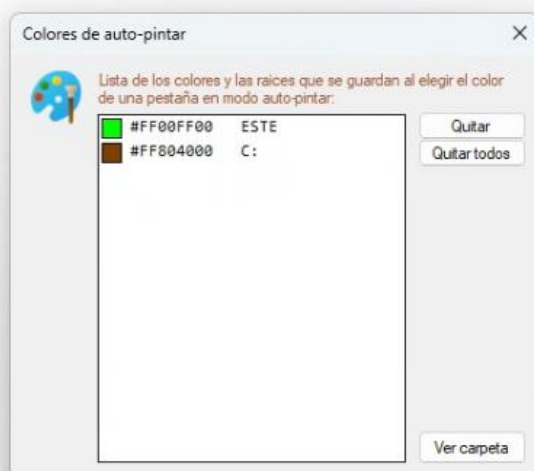 Colores de auto-pintar
Lista de los colores y las raices que se guardan al elegir el color
de una pestaña en modo auto-pintar:
#FF00FF00 ESTE
#FF804000 C:
Quitar
Quitar todos
Ver carpeta